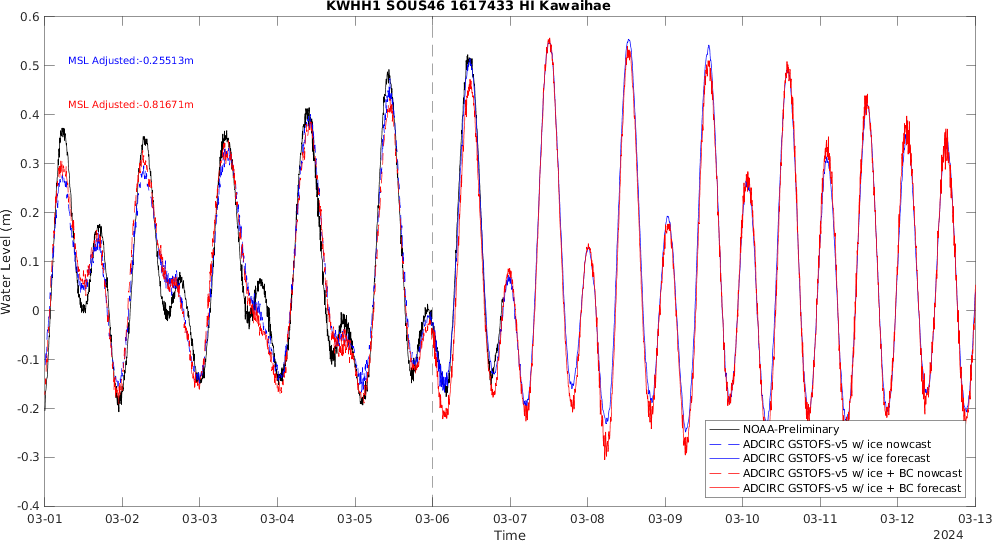 KWHH1 SOUS46 1617433 HI Kawaihae
0.6
0.5
0.4
0.3
0.2
0.1
0
-0.1
-0.2
-0.3
-0.4
Water Level (m)
MSL Adjusted:-0.25513m
MSL Adjusted:-0.81671m
NOAA-Preliminary
ADCIRC GSTOFS-v5 w/ ice nowcast
ADCIRC GSTOFS-v5 w/ ice forecast
ADCIRC GSTOFS-v5 w/ ice + BC nowcast
ADCIRC GSTOFS-v5 w/ ice + BC forecast
03-01 03-02 03-03 03-04 03-05 03-06 03-07 03-08 03-09 03-10 03-11 03-12 03-13
Time
2024